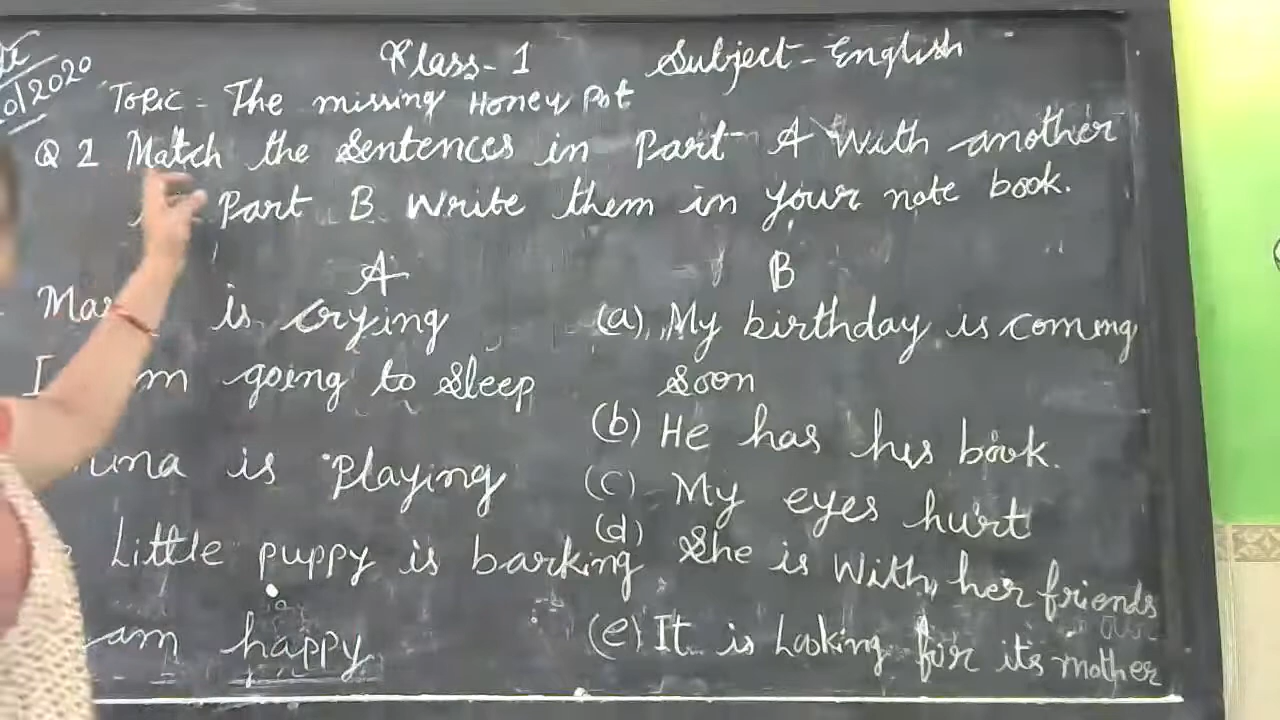 0/2020
Klass - 1 Subject - English
Topic - The missing Honey Pot
Q 2 Match the Sentences in Part A With another
Part B Write them in your note book.
A B
is crying (a) My birthday is coming
I going to Sleep Soon
(b) He has his book.
is Playing (c) My eyes hurt
Little puppy is barking (d) She is With her friends
am happy (e) It is Looking for its mother